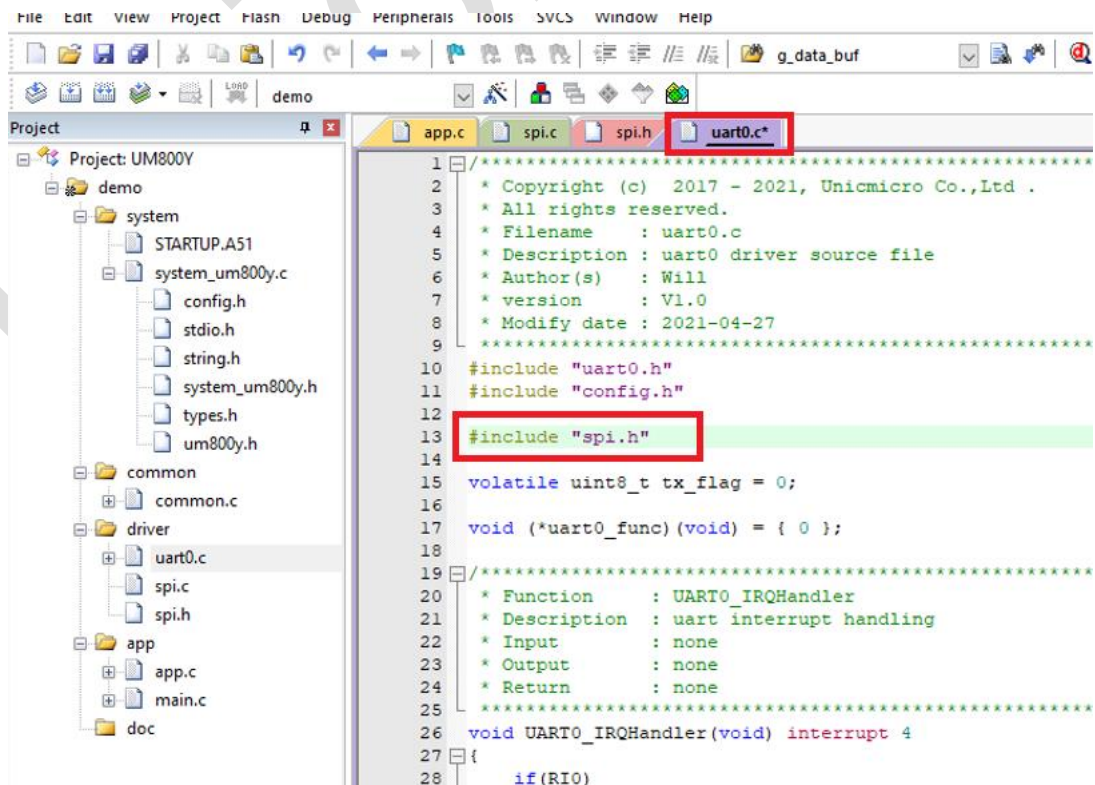 File Edit View Project Flash Debug Peripherals Tools SVCS Window Help
g_data_buf
LOAD
demo
Project
app.c spi.c spi.h uart0.c*
Project: UM800Y
demo
system
STARTUP.A51
system_um800y.c
config.h
stdio.h
string.h
system_um800y.h
types.h
um800y.h
common
common.c
driver
uart0.c
spi.c
spi.h
app
app.c
main.c
doc
1 /*******************************************************
2 * Copyright (c) 2017 - 2021, Unicmicro Co.,Ltd .
3 * All rights reserved.
4 * Filename : uart0.c
5 * Description : uart0 driver source file
6 * Author(s) : Will
7 * version : V1.0
8 * Modify date : 2021-04-27
9 *******************************************************
10 #include "uart0.h"
11 #include "config.h"
12
13 #include "spi.h"
14
15 volatile uint8_t tx_flag = 0;
16
17 void (*uart0_func)(void) = { 0 };
18
19 /*******************************************************
20 * Function : UART0_IRQHandler
21 * Description : uart interrupt handling
22 * Input : none
23 * Output : none
24 * Return : none
25 *******************************************************
26 void UART0_IRQHandler(void) interrupt 4
27 {
28 if(RI0)